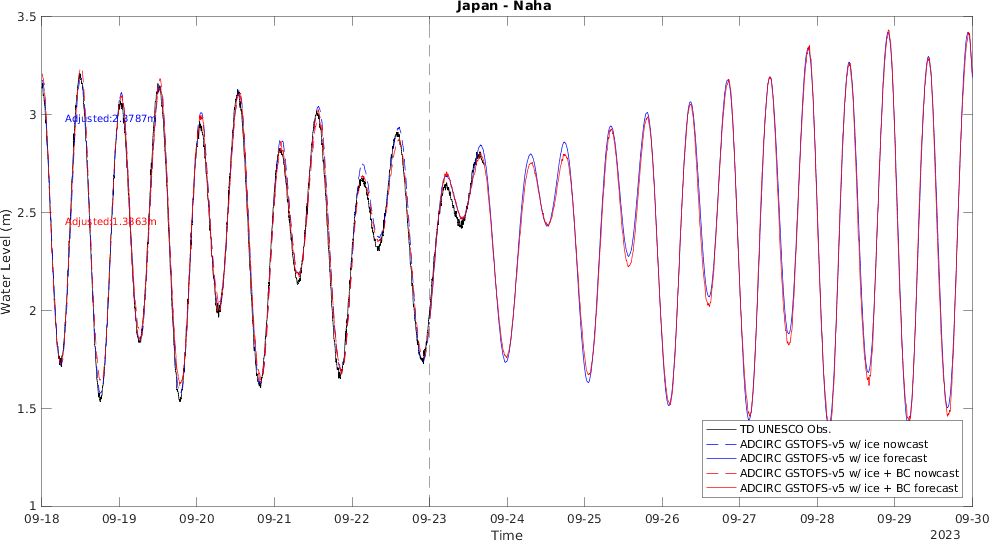 Japan - Naha
3.5
3
2.5
2
1.5
1
Water Level (m)
Adjusted:2.8787m
Adjusted:1.3363m
TD UNESCO Obs.
ADCIRC GSTOFS-v5 w/ ice nowcast
ADCIRC GSTOFS-v5 w/ ice forecast
ADCIRC GSTOFS-v5 w/ ice + BC nowcast
ADCIRC GSTOFS-v5 w/ ice + BC forecast
09-18 09-19 09-20 09-21 09-22 09-23 09-24 09-25 09-26 09-27 09-28 09-29 09-30
Time
2023